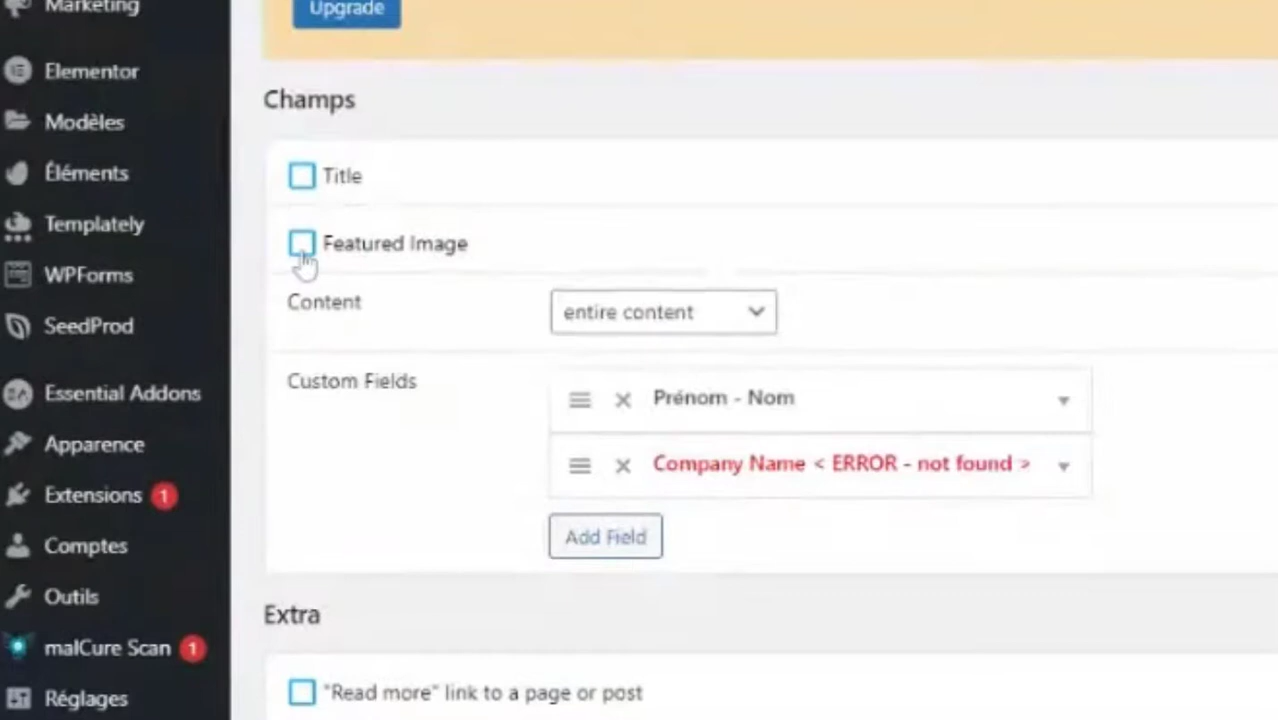 Marketing
Upgrade
Elementor
Champs
Modèles
Éléments
Title
Templately
Featured Image
WPForms
Content
entire content
SeedProd
Custom Fields
Essential Addons
Prénom - Nom
Apparence
Company Name < ERROR - not found >
Extensions 1
Comptes
Add Field
Outils
Extra
malCure Scan 1
Réglages
"Read more" link to a page or post